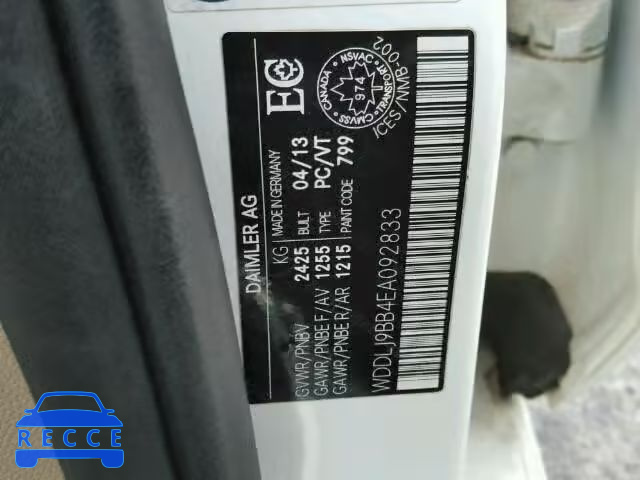 DAIMLER AG
MADE IN GERMANY
KG
GVWR/PNBV 2425 BUILT 04/13
GAWR/PNBE F/AV 1255 TYPE PC/VT
GAWR/PNBE R/AR 1215 PAINT CODE 799
WDDLJ9BB4EA092833
EC
NSVAC
CANADA
974
TRANSPORT
CMVSS
ICES/NMB-002
RECCE.INFO